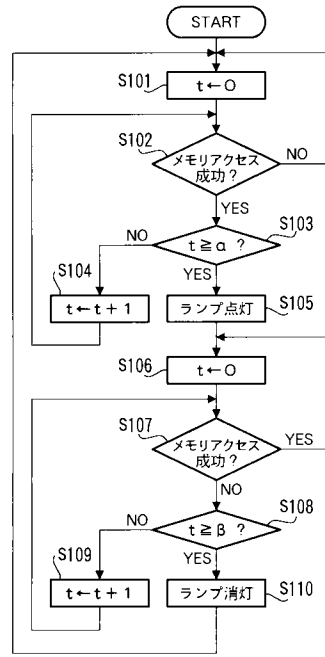 START
S101
t←0
S102
メモリアクセス
成功?
NO
YES
S103
NO
t≧α ?
S104
YES
S105
t←t+1
ランプ点灯
S106
t←0
S107
メモリアクセス
成功?
YES
NO
S108
NO
t≧β ?
S109
YES
S110
t←t+1
ランプ消灯